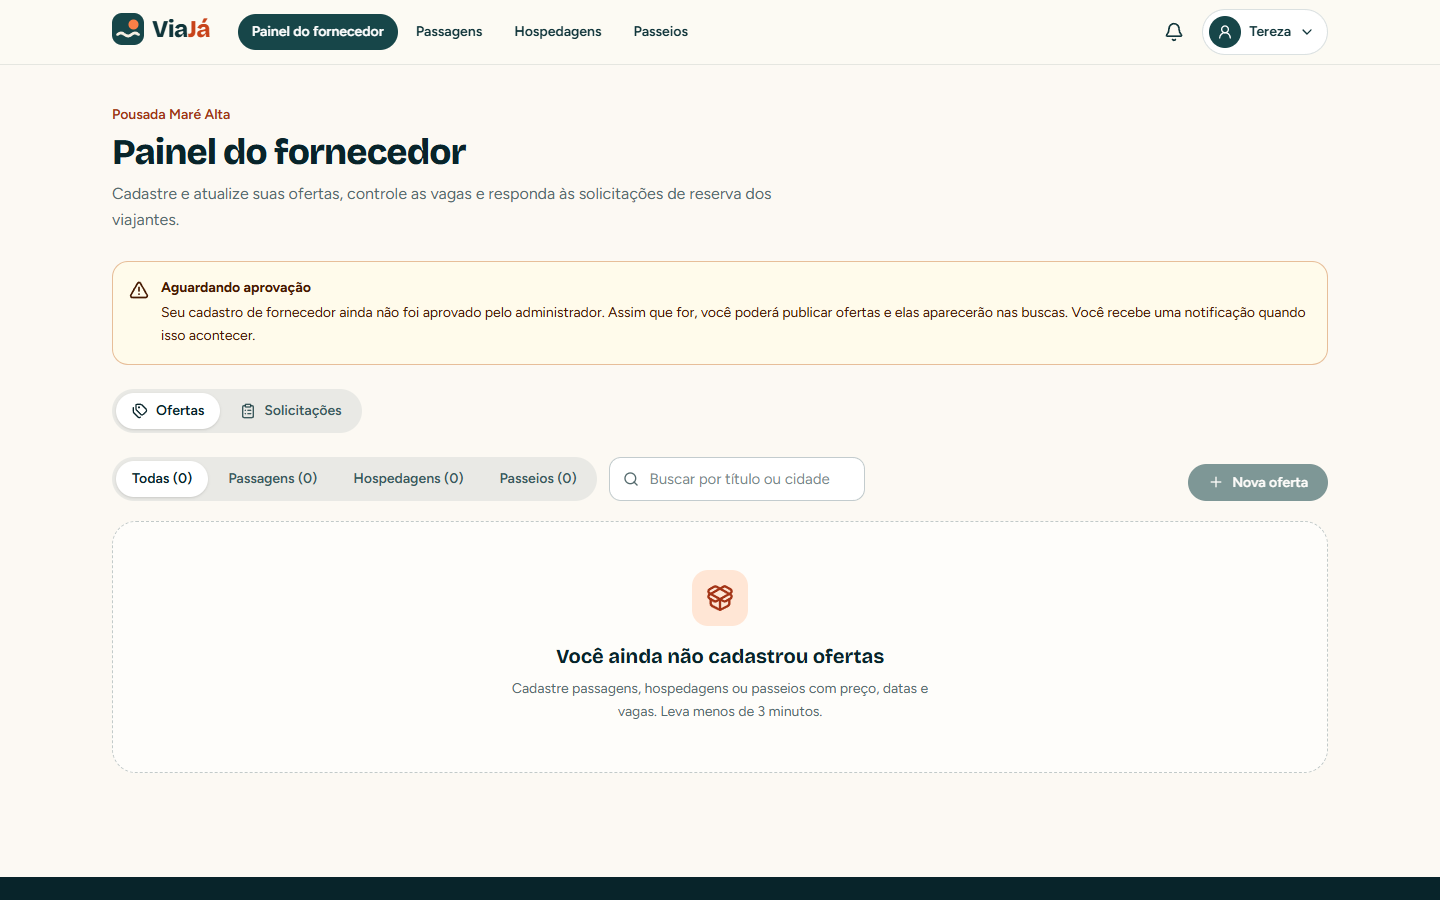 ViaJá
Painel do fornecedor
Passagens
Hospedagens
Passeios
Tereza
Pousada Maré Alta
Painel do fornecedor
Cadastre e atualize suas ofertas, controle as vagas e responda às solicitações de reserva dos
viajantes.
Aguardando aprovação
Seu cadastro de fornecedor ainda não foi aprovado pelo administrador. Assim que for, você poderá publicar ofertas e elas aparecerão nas buscas. Você recebe uma notificação quando
isso acontecer.
Ofertas
Solicitações
Todas (0)
Passagens (0)
Hospedagens (0)
Passeios (0)
Buscar por título ou cidade
Nova oferta
Você ainda não cadastrou ofertas
Cadastre passagens, hospedagens ou passeios com preço, datas e
vagas. Leva menos de 3 minutos.